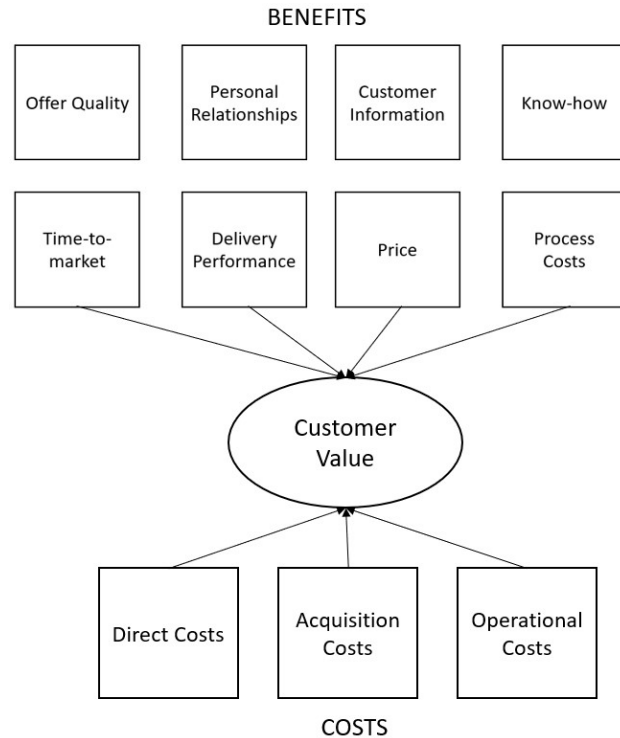 BENEFITS
Offer Quality
Personal
Relationships
Customer
Information
Know-how
Time-to-
market
Delivery
Performance
Price
Process
Costs
Customer
Value
Direct Costs
Acquisition
Costs
Operational
Costs
COSTS